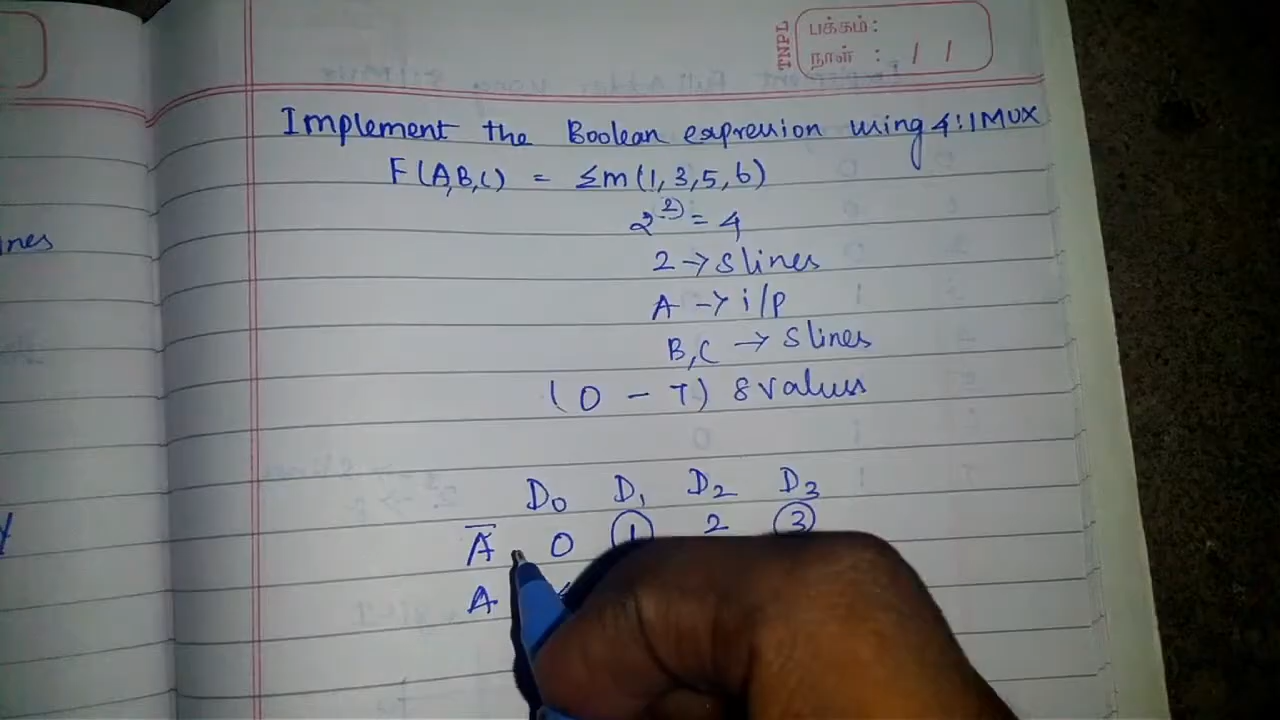 TNPL
பக்கம்:
நாள் : / /
Implement the Boolean expression using 4:1 MUX
F(A,B,C) = Σm(1,3,5,6)
2² = 4
2 → S lines
A → i/p
B,C → S lines
(0 - 7) 8 values
D₀ D₁ D₂ D₃
A̅ 0 1 2 3
A